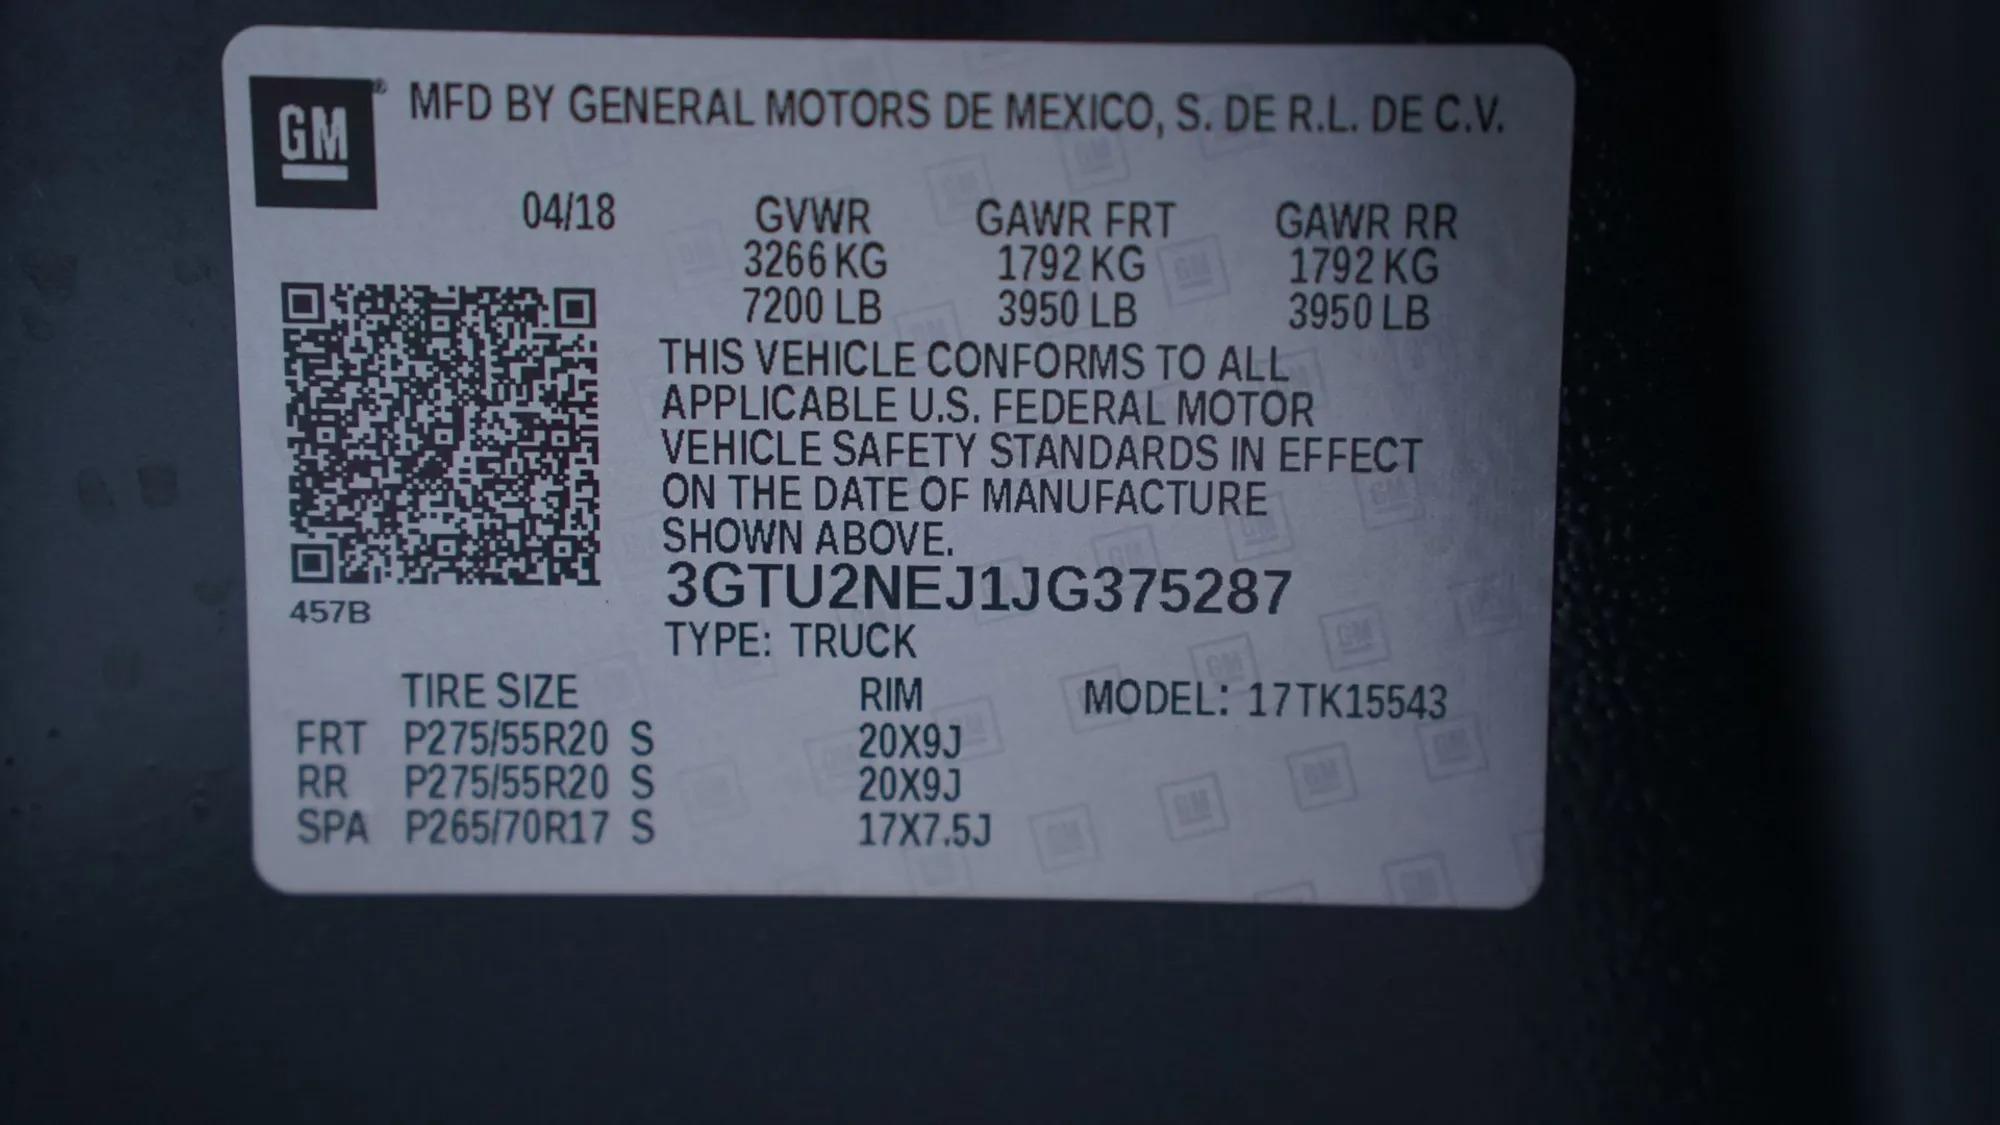 GM® MFD BY GENERAL MOTORS DE MEXICO, S. DE R.L. DE C.V.
04/18 GVWR GAWR FRT GAWR RR
3266 KG 1792 KG 1792 KG
7200 LB 3950 LB 3950 LB
THIS VEHICLE CONFORMS TO ALL
APPLICABLE U.S. FEDERAL MOTOR
VEHICLE SAFETY STANDARDS IN EFFECT
ON THE DATE OF MANUFACTURE
SHOWN ABOVE.
3GTU2NEJ1JG375287
457B
TYPE: TRUCK
TIRE SIZE RIM MODEL: 17TK15543
FRT P275/55R20 S 20X9J
RR P275/55R20 S 20X9J
SPA P265/70R17 S 17X7.5J